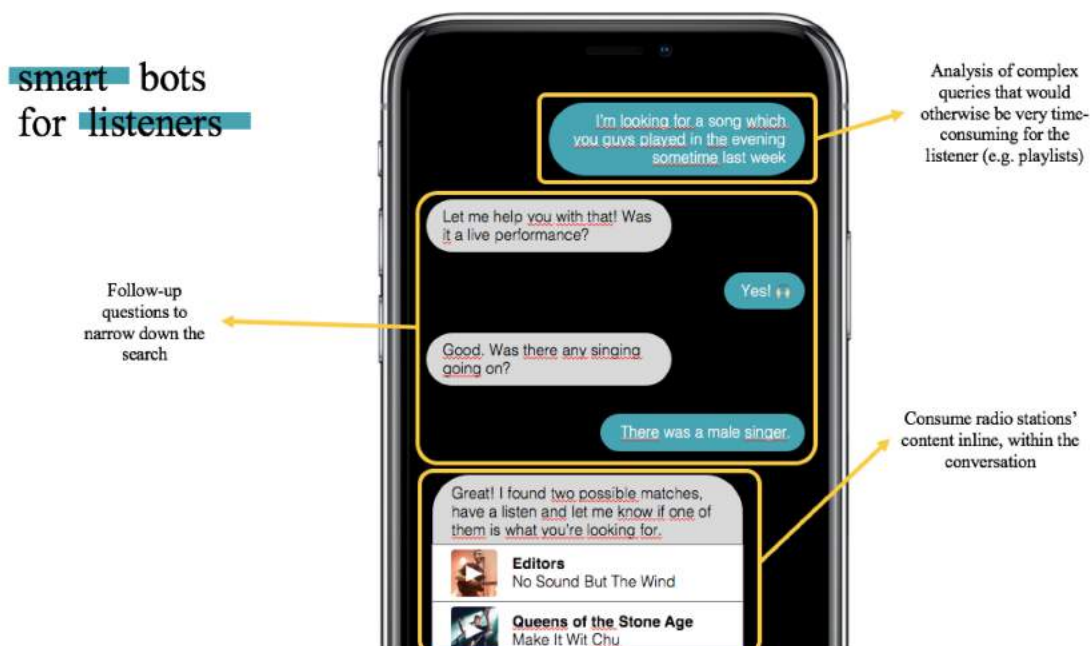 smart bots
for listeners
I'm looking for a song which
you guys played in the evening
sometime last week
Analysis of complex
queries that would
otherwise be very time-
consuming for the
listener (e.g. playlists)
Let me help you with that! Was
it a live performance?
Yes! 🙌
Follow-up
questions to
narrow down the
search
Good. Was there any singing
going on?
There was a male singer.
Consume radio stations’
content inline, within the
conversation
Great! I found two possible matches,
have a listen and let me know if one of
them is what you're looking for.
Editors
No Sound But The Wind
Queens of the Stone Age
Make It Wit Chu